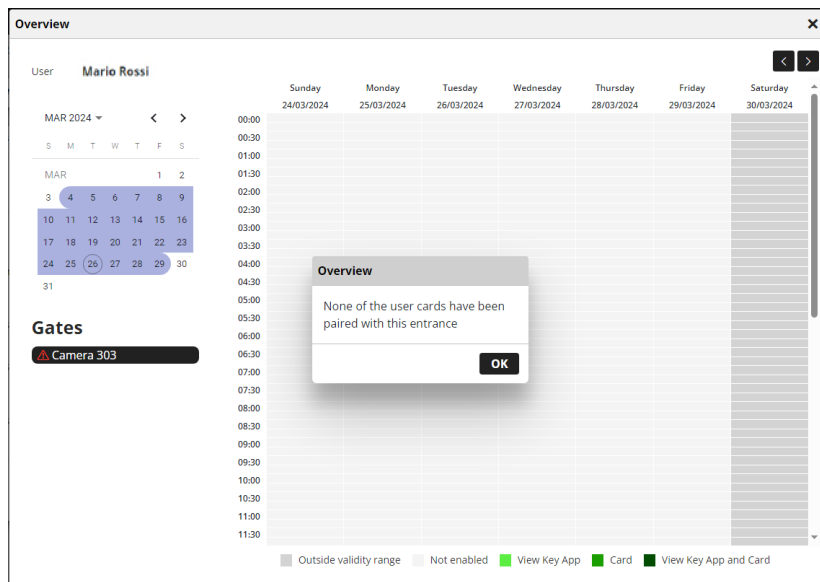 Overview
User Mario Rossi
MAR 2024
S M T W T F S
MAR 1 2
3 4 5 6 7 8 9
10 11 12 13 14 15 16
17 18 19 20 21 22 23
24 25 26 27 28 29 30
31
Gates
Camera 303
Sunday Monday Tuesday Wednesday Thursday Friday Saturday
24/03/2024 25/03/2024 26/03/2024 27/03/2024 28/03/2024 29/03/2024 30/03/2024
00:00
00:30
01:00
01:30
02:00
02:30
03:00
03:30
04:00
04:30
05:00
05:30
06:00
06:30
07:00
07:30
08:00
08:30
09:00
09:30
10:00
10:30
11:00
11:30
Overview
None of the user cards have been
paired with this entrance
OK
Outside validity range Not enabled View Key App Card View Key App and Card